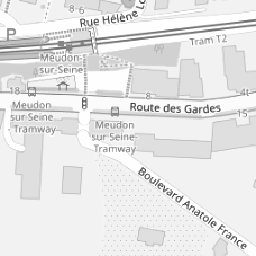 P
Rue Hélène
Tram T2
Meudon-
sur-Seine
8
Meudon
sur-Seine
Tramway
Route des Gardes
15
Meudon
sur-Seine-
Tramway
Boulevard Anatole France